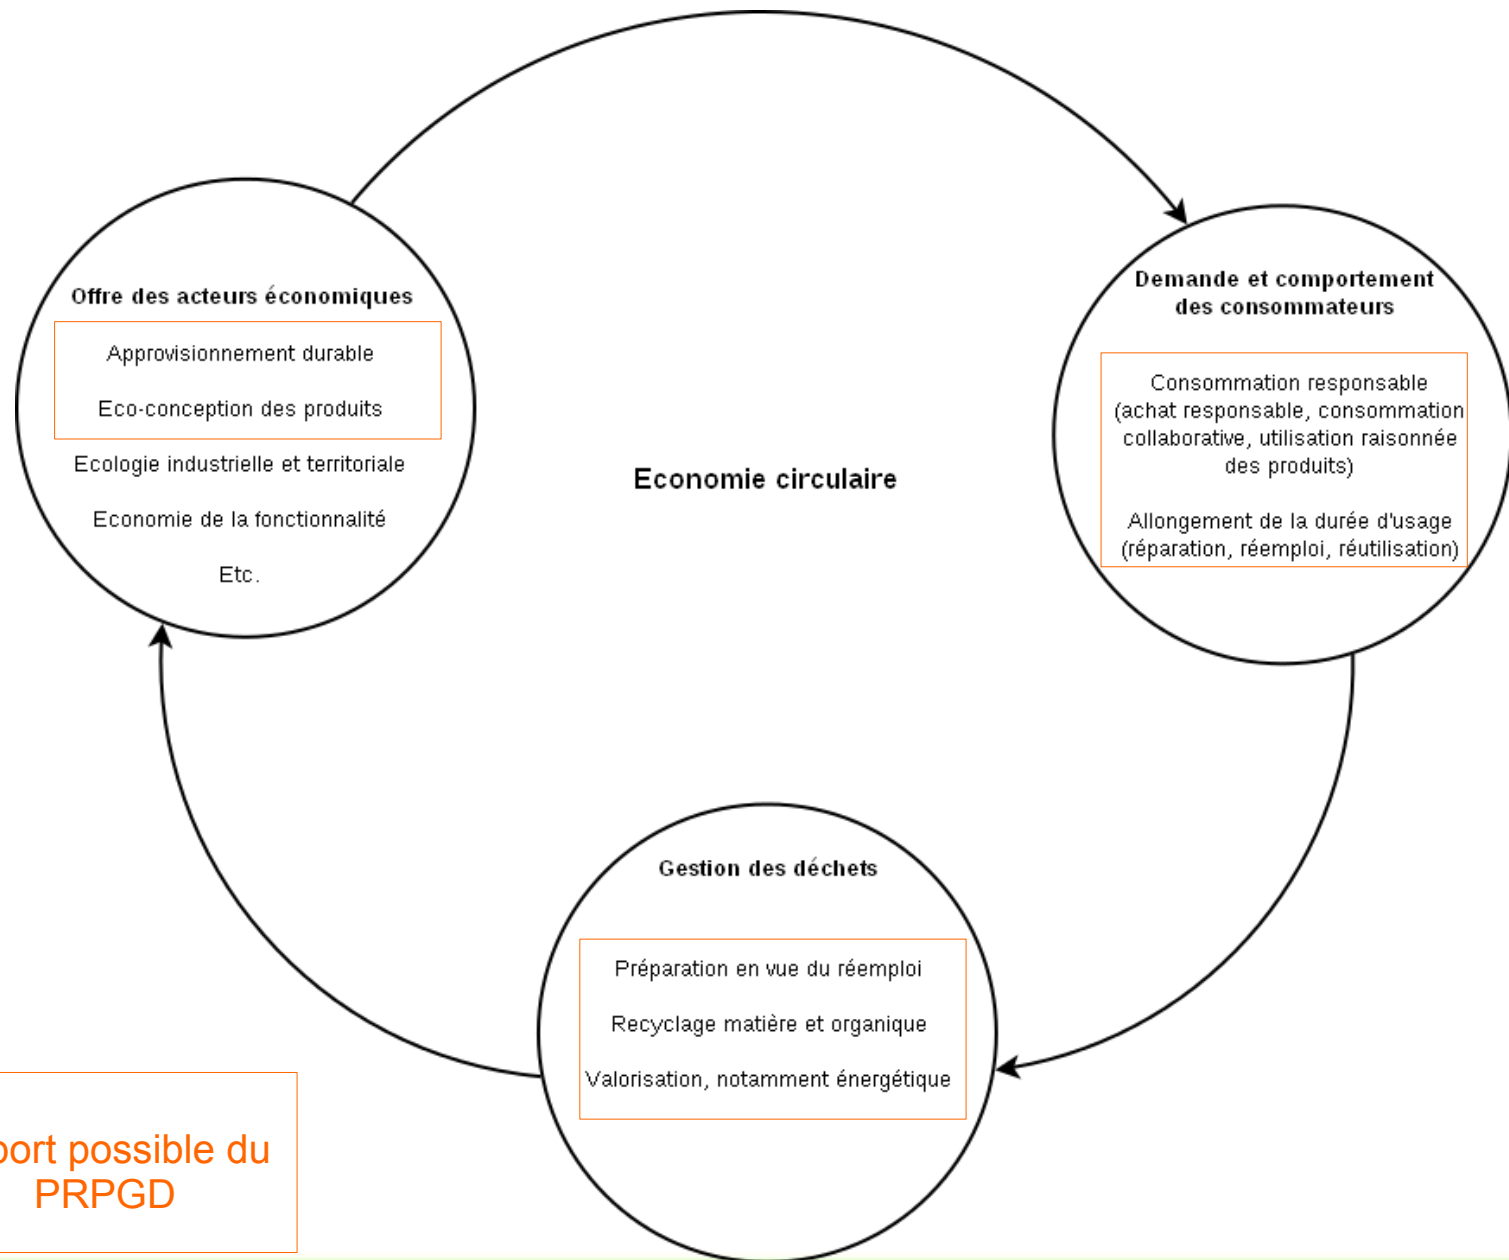 Offre des acteurs économiques
Approvisionnement durable
Eco-conception des produits
Ecologie industrielle et territoriale
Economie de la fonctionnalité
Etc.
Demande et comportement
des consommateurs
Consommation responsable
(achat responsable, consommation
collaborative, utilisation raisonnée
des produits)
Allongement de la durée d'usage
(réparation, réemploi, réutilisation)
Economie circulaire
Gestion des déchets
Préparation en vue du réemploi
Recyclage matière et organique
Valorisation, notamment énergétique
possible du
PRPGD